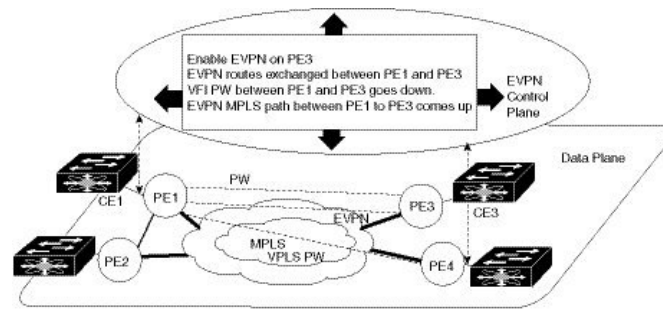 Enable EVPN on PE3
EVPN routes exchanged between PE1 and PE3
VFI PW between PE1 and PE3 goes down.
EVPN MPLS path between PE1 to PE3 comes up
EVPN
Control
Plane
Data Plane
PW
CE1
PE1
PE3
CE3
EVPN
MPLS
VPLS PW
PE2
PE4